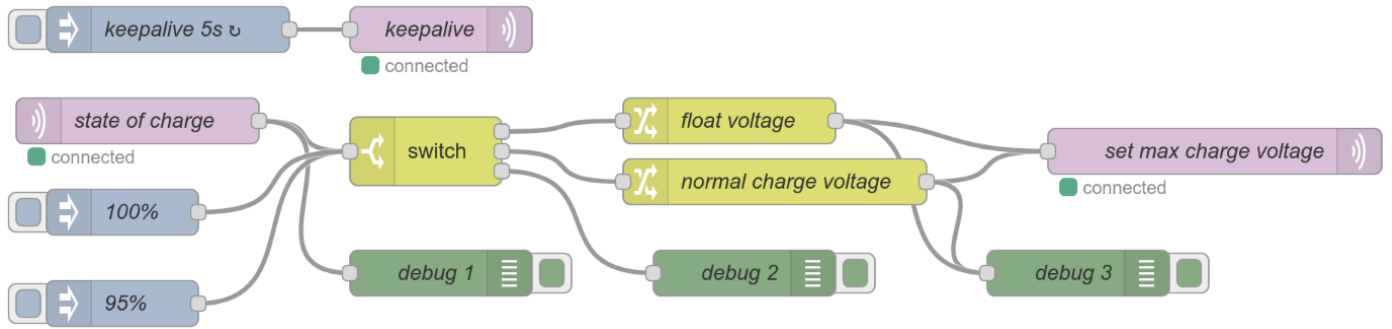 keepalive 5s ↻
keepalive
connected
state of charge
connected
switch
float voltage
normal charge voltage
set max charge voltage
connected
100%
95%
debug 1
debug 2
debug 3